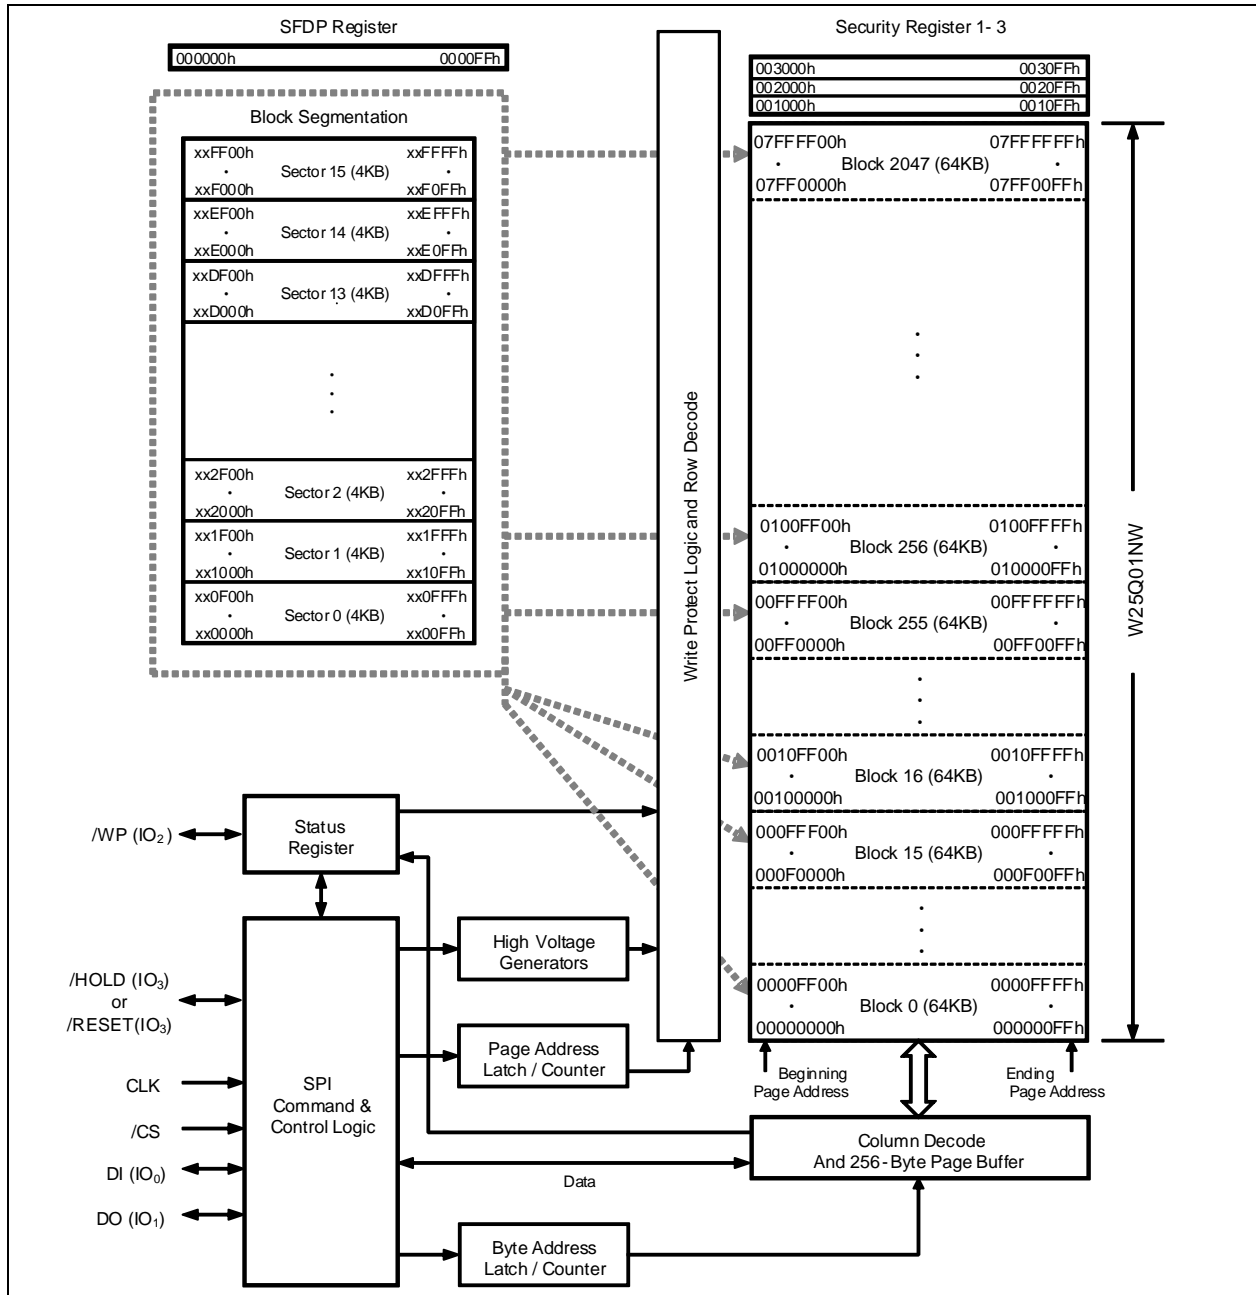 SFDP Register
000000h 0000FFh
Block Segmentation
xxFF00h xxFFFFh
Sector 15 (4KB)
xxF000h xxF0FFh
xxEF00h xxEFFFh
Sector 14 (4KB)
xxE000h xxE0FFh
xxDF00h xxDFFFh
Sector 13 (4KB)
xxD000h xxD0FFh
xx2F00h xx2FFFh
Sector 2 (4KB)
xx2000h xx20FFh
xx1F00h xx1FFFh
Sector 1 (4KB)
xx1000h xx10FFh
xx0F00h xx0FFFh
Sector 0 (4KB)
xx0000h xx00FFh
Write Protect Logic and Row Decode
Security Register 1- 3
003000h 0030FFh
002000h 0020FFh
001000h 0010FFh
07FFFF00h 07FFFFFFh
Block 2047 (64KB)
07FF0000h 07FF00FFh
0100FF00h 0100FFFFh
Block 256 (64KB)
01000000h 010000FFh
00FFFF00h 00FFFFFFh
Block 255 (64KB)
00FF0000h 00FF00FFh
0010FF00h 0010FFFFh
Block 16 (64KB)
00100000h 001000FFh
000FFF00h 000FFFFFh
Block 15 (64KB)
000F0000h 000F00FFh
0000FF00h 0000FFFFh
Block 0 (64KB)
00000000h 000000FFh
W25Q01NW
Beginning
Page Address
Ending
Page Address
/WP (IO2)
Status
Register
/HOLD (IO3)
or
/RESET(IO3)
CLK
/CS
DI (IO0)
DO (IO1)
SPI
Command &
Control Logic
High Voltage
Generators
Page Address
Latch / Counter
Column Decode
And 256-Byte Page Buffer
Data
Byte Address
Latch / Counter